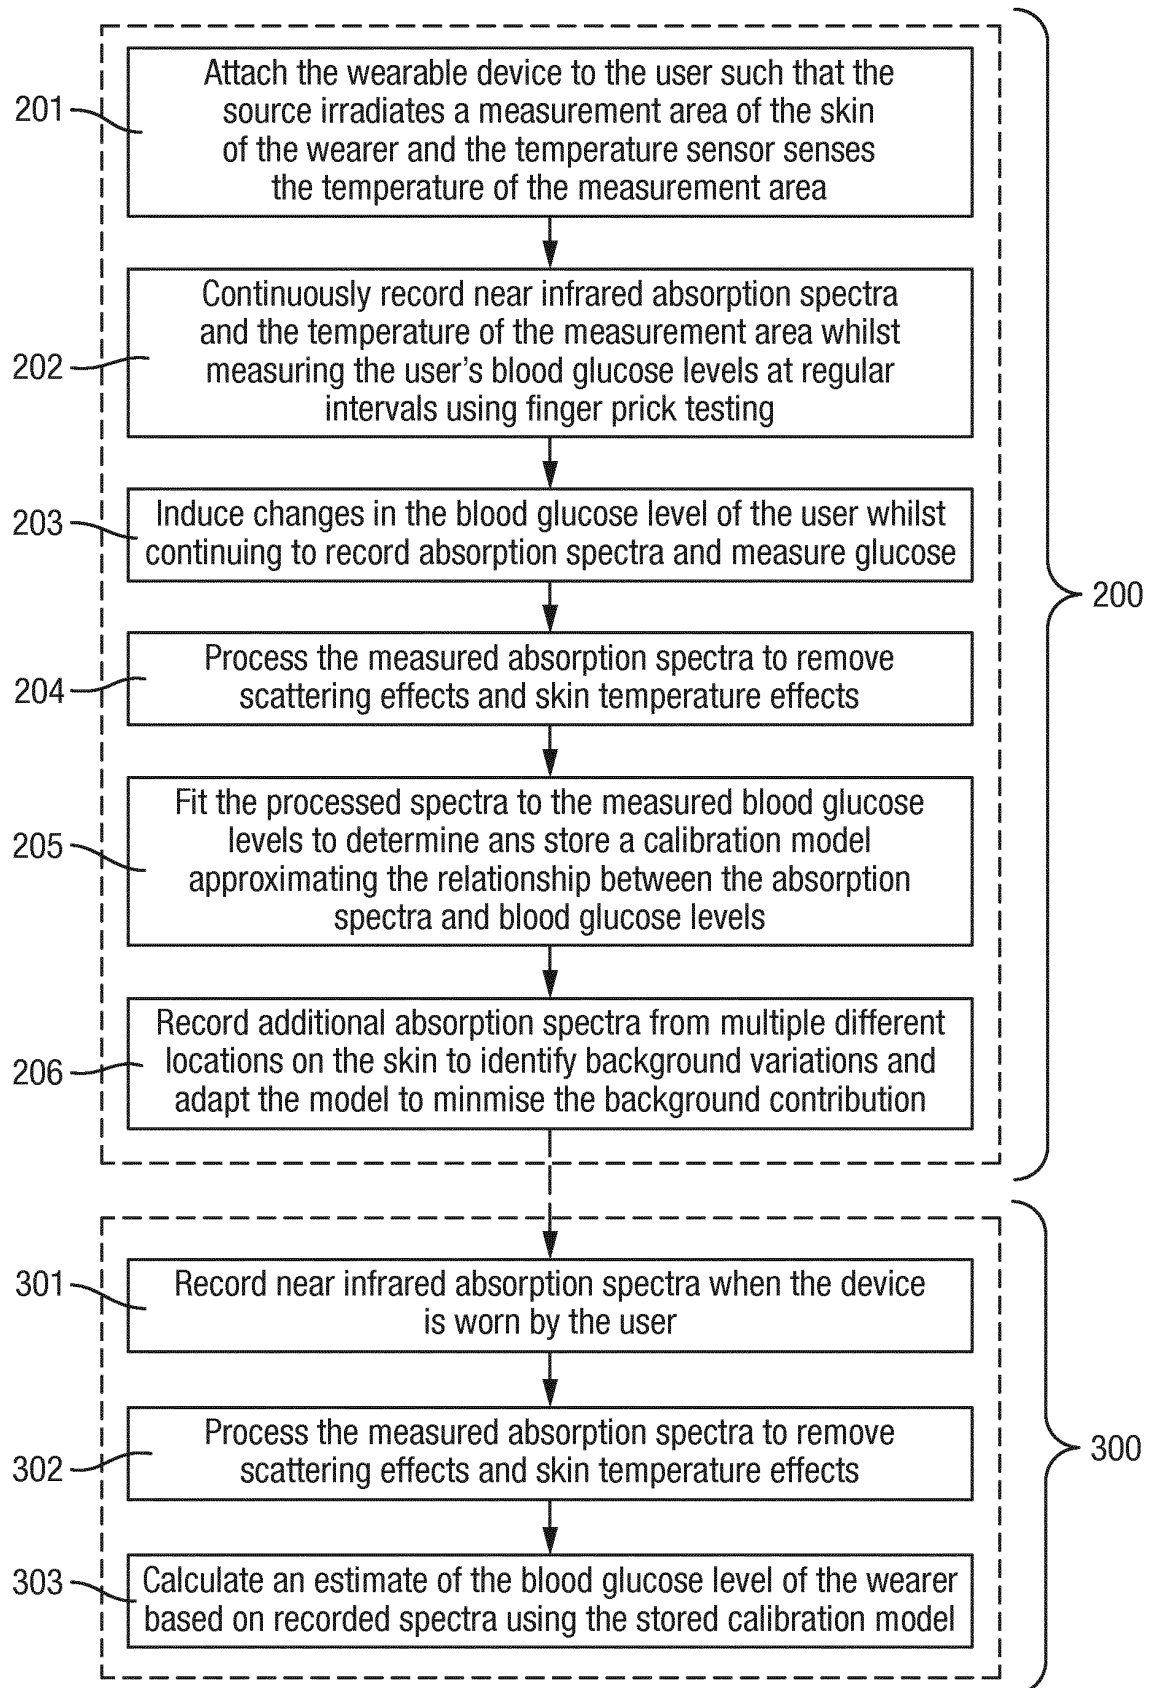 201
Attach the wearable device to the user such that the
source irradiates a measurement area of the skin
of the wearer and the temperature sensor senses
the temperature of the measurement area
202
Continuously record near infrared absorption spectra
and the temperature of the measurement area whilst
measuring the user's blood glucose levels at regular
intervals using finger prick testing
203
Induce changes in the blood glucose level of the user whilst
continuing to record absorption spectra and measure glucose
200
204
Process the measured absorption spectra to remove
scattering effects and skin temperature effects
205
Fit the processed spectra to the measured blood glucose
levels to determine ans store a calibration model
approximating the relationship between the absorption
spectra and blood glucose levels
206
Record additional absorption spectra from multiple different
locations on the skin to identify background variations and
adapt the model to minmise the background contribution
301
Record near infrared absorption spectra when the device
is worn by the user
302
Process the measured absorption spectra to remove
scattering effects and skin temperature effects
300
303
Calculate an estimate of the blood glucose level of the wearer
based on recorded spectra using the stored calibration model